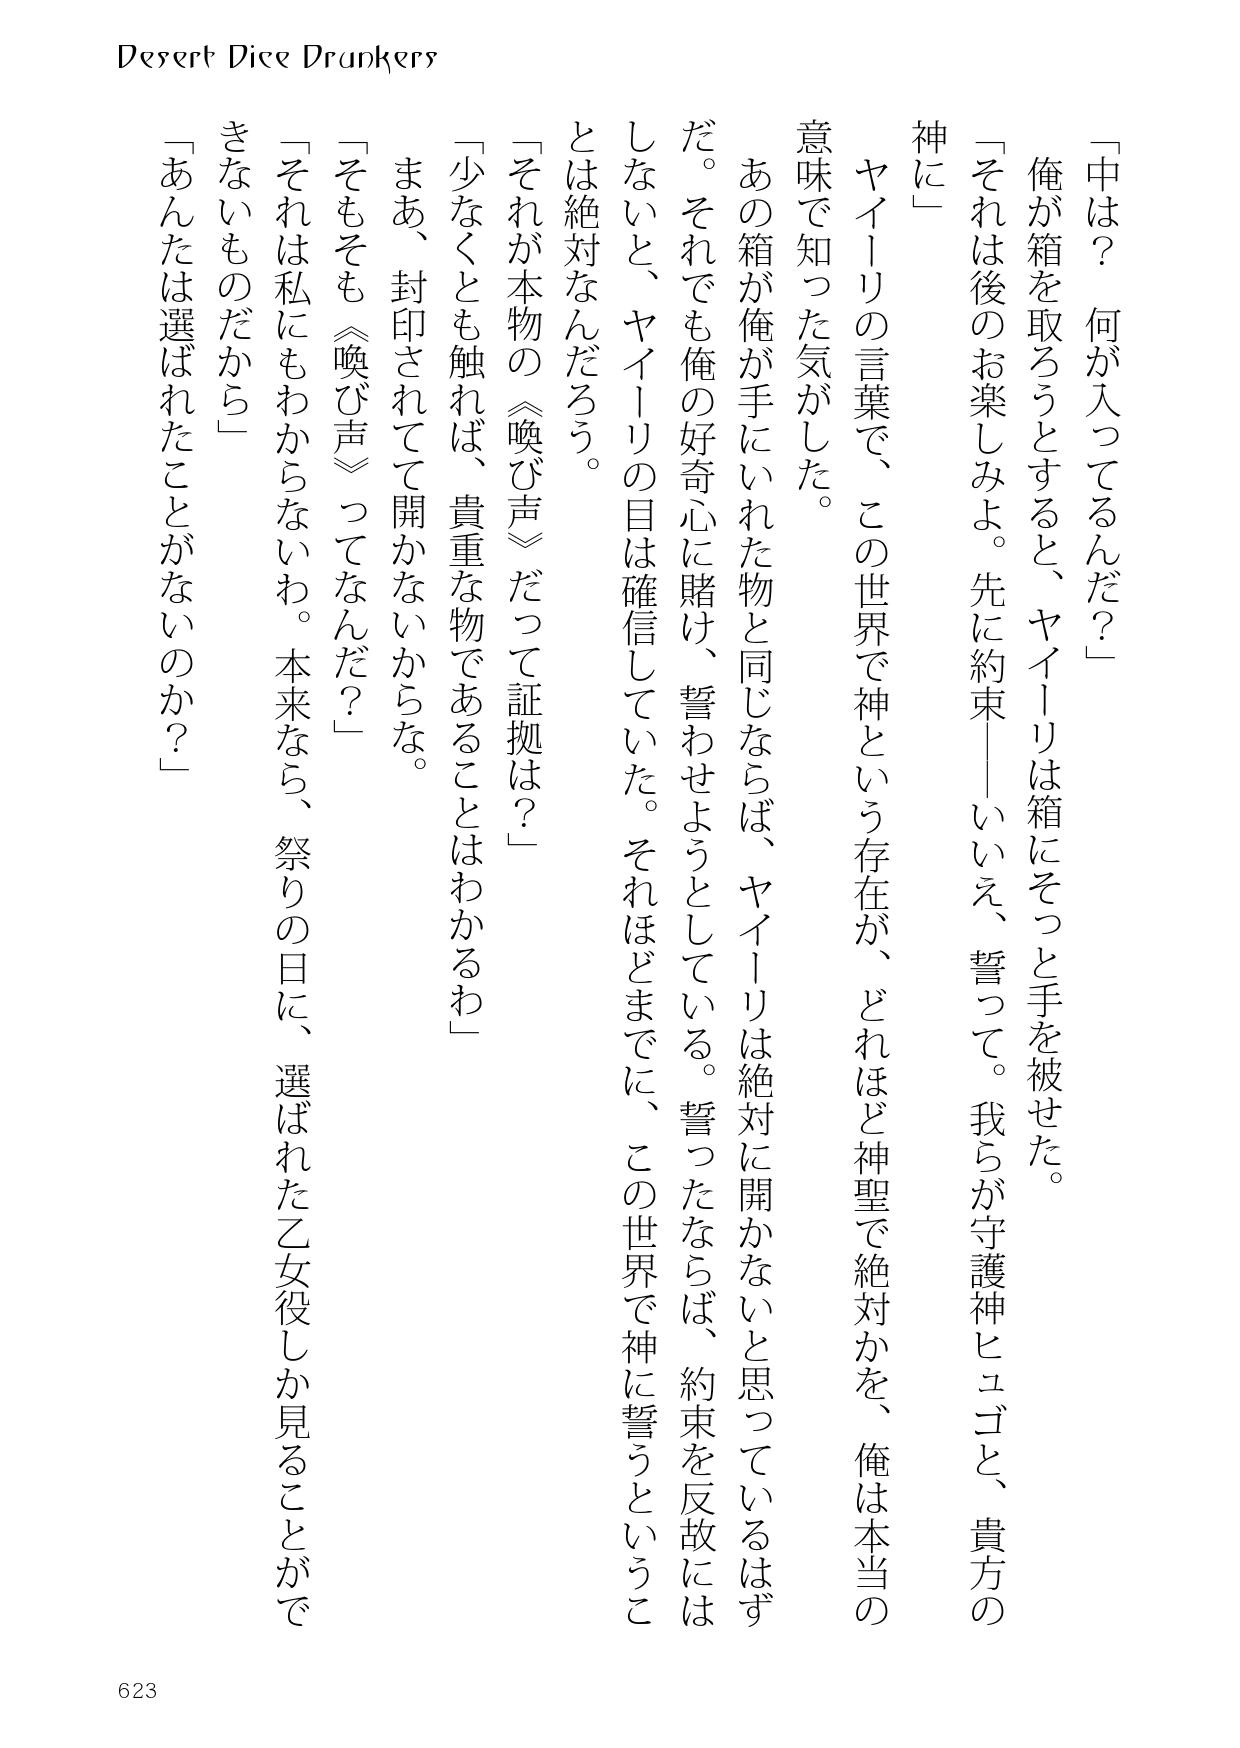 Desert Dice Drunkers
「中は？　何が入ってるんだ？」
　俺が箱を取ろうとすると、ヤイーリは箱にそっと手を被せた。
「それは後のお楽しみよ。先に約束――いいえ、誓って。我らが守護神ヒュゴと、貴方の
神に」
　ヤイーリの言葉で、この世界で神という存在が、どれほど神聖で絶対かを、俺は本当の
意味で知った気がした。
　あの箱が俺が手にいれた物と同じならば、ヤイーリは絶対に開かないと思っているはず
だ。それでも俺の好奇心に賭け、誓わせようとしている。誓ったならば、約束を反故には
しないと、ヤイーリの目は確信していた。それほどまでに、この世界で神に誓うというこ
とは絶対なんだろう。
「それが本物の《喚び声》だって証拠は？」
「少なくとも触れば、貴重な物であることはわかるわ」
　まあ、封印されてて開かないからな。
「そもそも《喚び声》ってなんだ？」
「それは私にもわからないわ。本来なら、祭りの日に、選ばれた乙女役しか見ることがで
きないものだから」
「あんたは選ばれたことがないのか？」
623